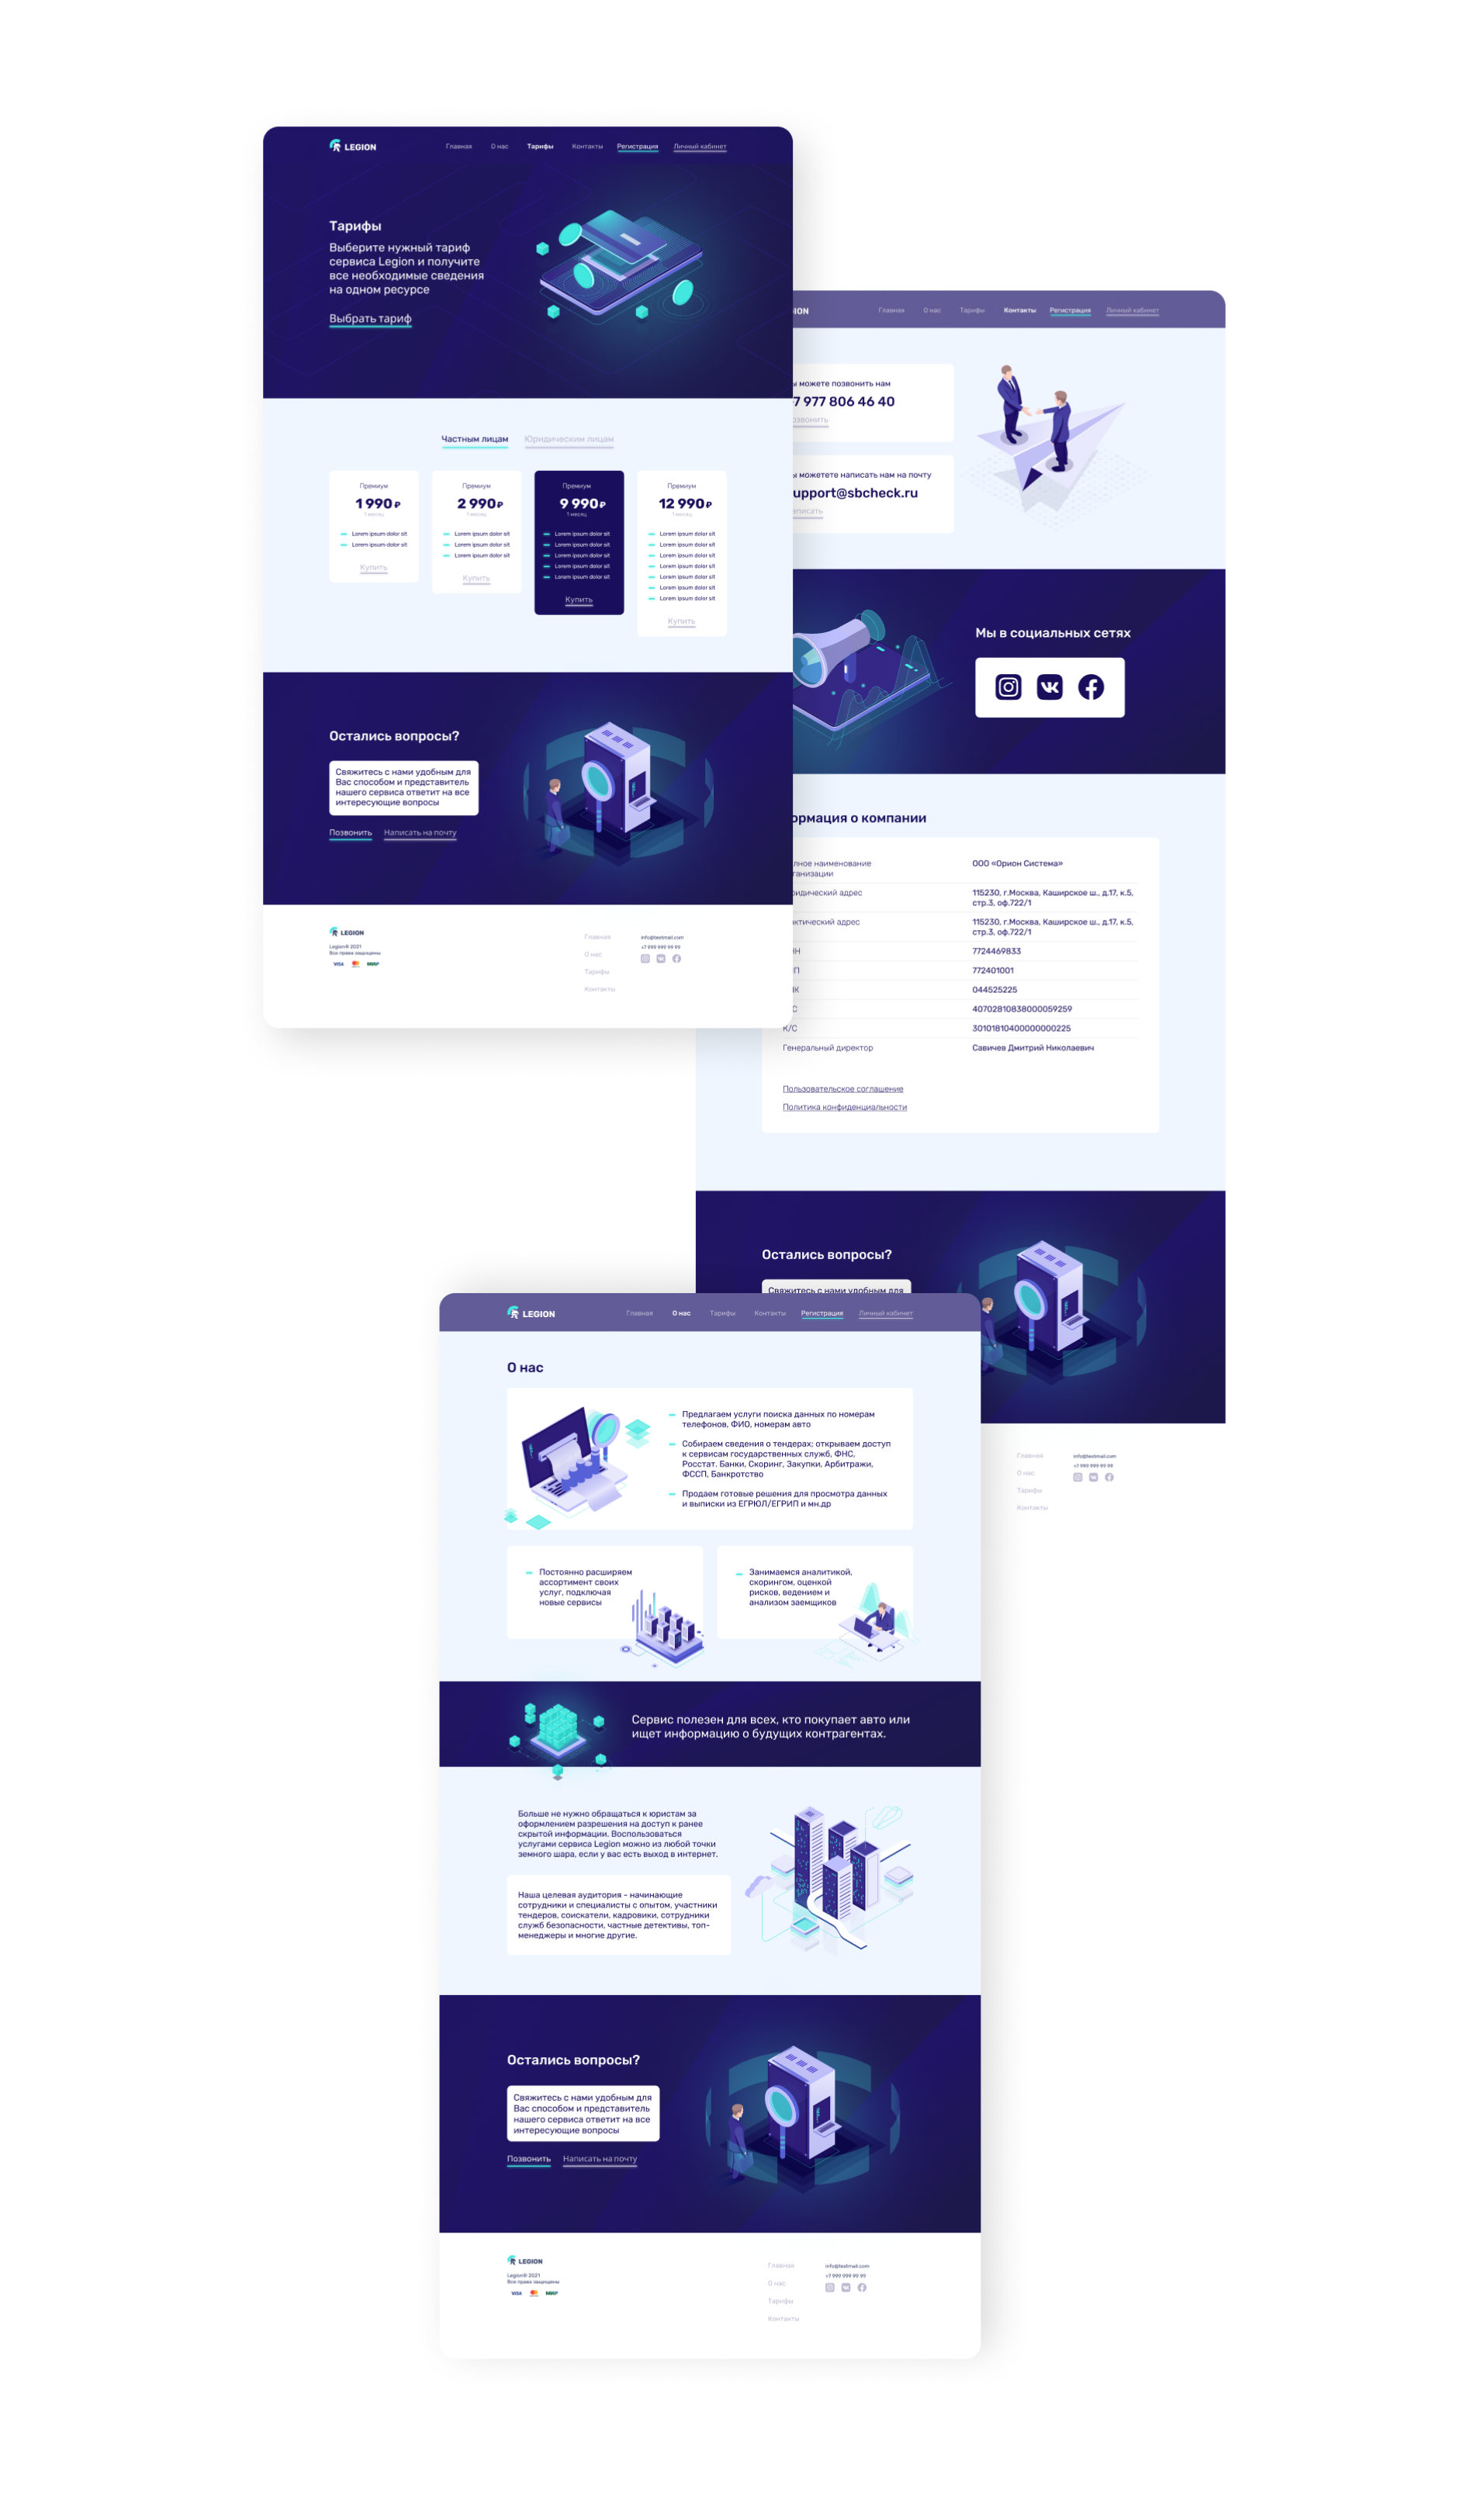 LEGION
Главная
О нас
Тарифы
Контакты
Регистрация
Личный кабинет
Тарифы
Выберите нужный тариф
сервиса Legion и получите
все необходимые сведения
на одном ресурсе
Выбрать тариф
Частным лицам
Юридическим лицам
Премиум
1 990 ₽
1 месяц
Lorem ipsum dolor sit
Lorem ipsum dolor sit
Купить
Премиум
2 990 ₽
1 месяц
Lorem ipsum dolor sit
Lorem ipsum dolor sit
Lorem ipsum dolor sit
Купить
Премиум
9 990 ₽
1 месяц
Lorem ipsum dolor sit
Lorem ipsum dolor sit
Lorem ipsum dolor sit
Lorem ipsum dolor sit
Lorem ipsum dolor sit
Купить
Премиум
12 990 ₽
1 месяц
Lorem ipsum dolor sit
Lorem ipsum dolor sit
Lorem ipsum dolor sit
Lorem ipsum dolor sit
Lorem ipsum dolor sit
Lorem ipsum dolor sit
Lorem ipsum dolor sit
Купить
Остались вопросы?
Свяжитесь с нами удобным для
Вас способом и представитель
нашего сервиса ответит на все
интересующие вопросы
Позвонить
Написать на почту
LEGION
Legion® 2021
Все права защищены
VISA
МИР
Главная
О нас
Тарифы
Контакты
info@testmail.com
+7 999 999 99 99
ION
Главная
О нас
Тарифы
Контакты
Регистрация
Личный кабинет
ы можете позвонить нам
7 977 806 46 40
озвонить
ы можетете написать нам на почту
upport@sbcheck.ru
аписать
Мы в социальных сетях
ормация о компании
лное наименование
ганизации
ООО «Орион Система»
ридический адрес
115230, г.Москва, Каширское ш., д.17, к.5,
стр.3, оф.722/1
ктический адрес
115230, г.Москва, Каширское ш., д.17, к.5,
стр.3, оф.722/1
НН
7724469833
П
772401001
К
044525225
С
40702810838000059259
К/С
30101810400000000225
Генеральный директор
Савичев Дмитрий Николаевич
Пользовательское соглашение
Политика конфиденциальности
Остались вопросы?
Свяжитесь с нами удобным для
Главная
О нас
Тарифы
Контакты
info@testmail.com
+7 999 999 99 99
LEGION
Главная
О нас
Тарифы
Контакты
Регистрация
Личный кабинет
О нас
Предлагаем услуги поиска данных по номерам
телефонов, ФИО, номерам авто
Собираем сведения о тендерах; открываем доступ
к сервисам государственных служб, ФНС,
Росстат. Банки, Скоринг, Закупки, Арбитражи,
ФССП, Банкротство
Продаем готовые решения для просмотра данных
и выписки из ЕГРЮЛ/ЕГРИП и мн.др
Постоянно расширяем
ассортимент своих
услуг, подключая
новые сервисы
Занимаемся аналитикой,
скорингом, оценкой
рисков, ведением и
анализом заемщиков
Сервис полезен для всех, кто покупает авто или
ищет информацию о будущих контрагентах.
Больше не нужно обращаться к юристам за
оформлением разрешения на доступ к ранее
скрытой информации. Воспользоваться
услугами сервиса Legion можно из любой точки
земного шара, если у вас есть выход в интернет.
Наша целевая аудитория - начинающие
сотрудники и специалисты с опытом, участники
тендеров, соискатели, кадровики, сотрудники
служб безопасности, частные детективы, топ-
менеджеры и многие другие.
Остались вопросы?
Свяжитесь с нами удобным для
Вас способом и представитель
нашего сервиса ответит на все
интересующие вопросы
Позвонить
Написать на почту
LEGION
Legion® 2021
Все права защищены
VISA
МИР
Главная
О нас
Тарифы
Контакты
info@testmail.com
+7 999 999 99 99